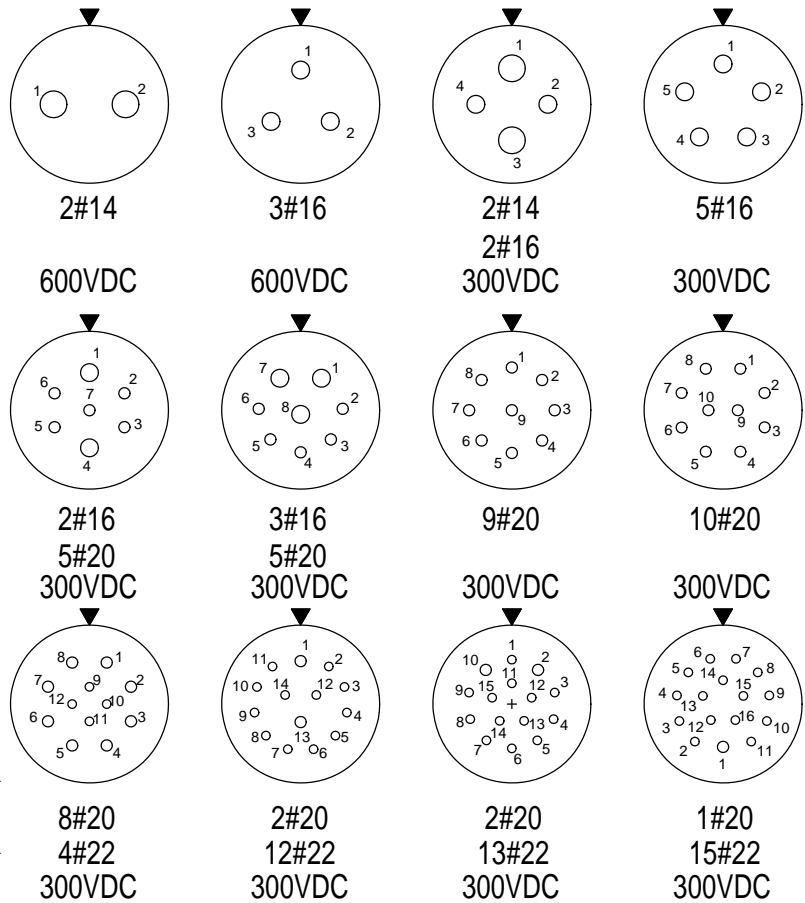 1 2
2#14
600VDC
1
3 2
3#16
600VDC
1
4 2
3
2#14
2#16
300VDC
1
5 2
4 3
5#16
300VDC
1
6 7 2
5 3
4
2#16
5#20
300VDC
7 1
6 8 2
5 3
4
3#16
5#20
300VDC
1
8 2
7 9 3
6 4
5
9#20
300VDC
8 1
7 10 2
6 9 3
5 4
10#20
300VDC
8 1
7 9 2
12 10
6 11 3
5 4
8#20
4#22
300VDC
1
11 2
10 14 12 3
9 4
8 13 5
7 6
2#20
12#22
300VDC
1
10 11 2
9 15 12 3
8 14 13 4
7 5
6
2#20
13#22
300VDC
6 7
5 14 8
4 13 15 9
3 12 16 10
2 11
1
1#20
15#22
300VDC